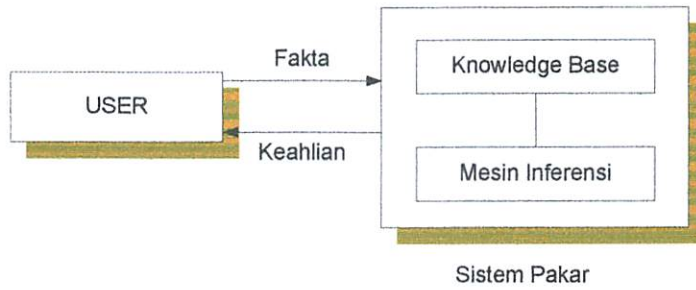 USER
Fakta
Keahlian
Knowledge Base
Mesin Inferensi
Sistem Pakar